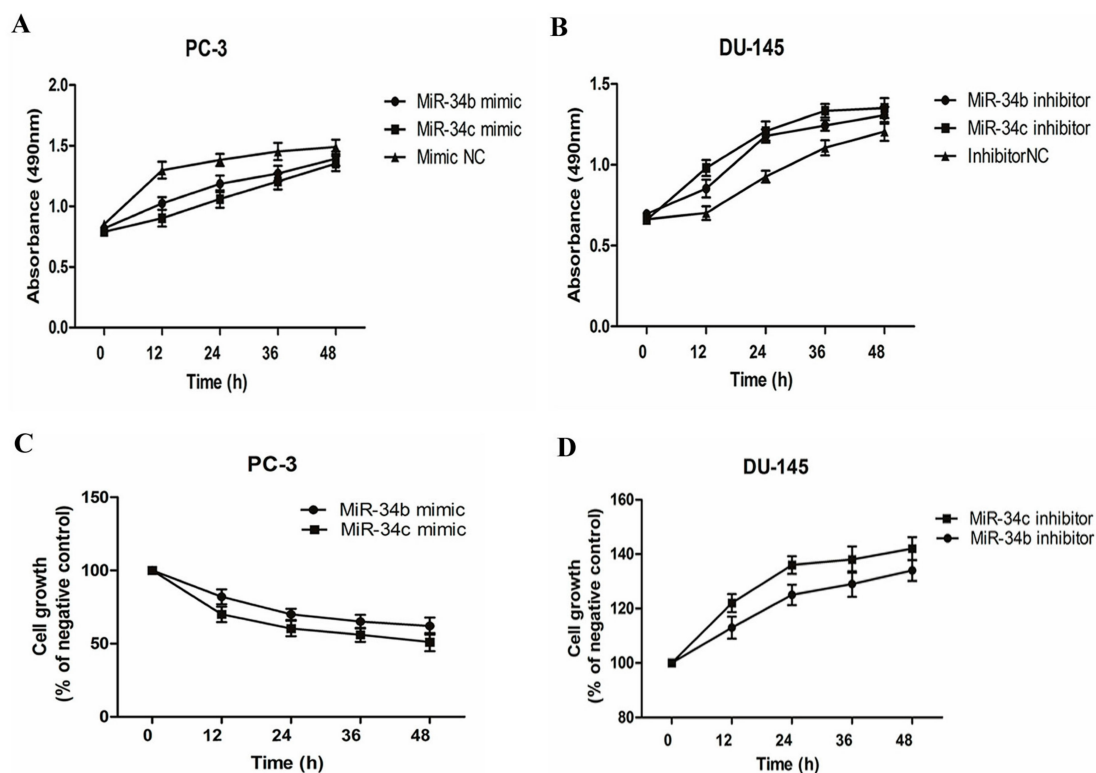 A
PC-3
Absorbance (490nm)
2.0
1.5
1.0
0.5
0.0
0 12 24 36 48
Time (h)
MiR-34b mimic
MiR-34c mimic
Mimic NC
B
DU-145
Absorbance (490nm)
1.5
1.0
0.5
0.0
0 12 24 36 48
Time (h)
MiR-34b inhibitor
MiR-34c inhibitor
InhibitorNC
C
PC-3
Cell growth
(% of negative control)
150
100
50
0
0 12 24 36 48
Time (h)
MiR-34b mimic
MiR-34c mimic
D
DU-145
Cell growth
(% of negative control)
160
140
120
100
80
0 12 24 36 48
Time (h)
MiR-34c inhibitor
MiR-34b inhibitor